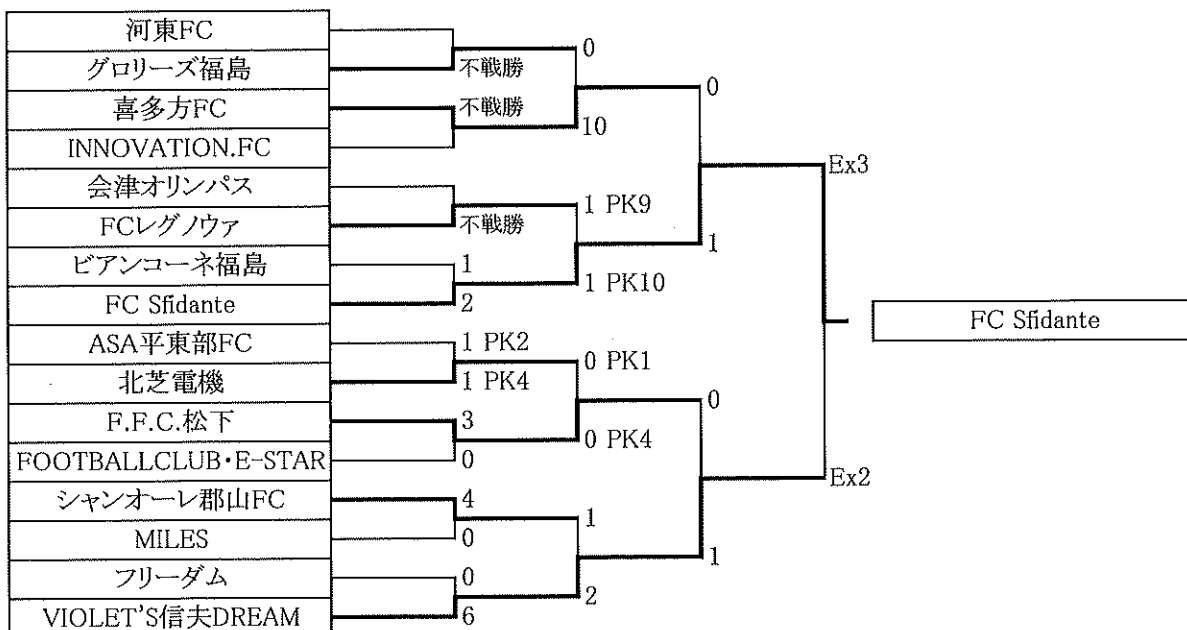 河東FC
グロリーズ福島
喜多方FC
INNOVATION.FC
会津オリンパス
FCレグノウァ
ビアンコーネ福島
FC Sfidante
ASA平東部FC
北芝電機
F.F.C.松下
FOOTBALLCLUB・E-STAR
シャンオーレ郡山FC
MILES
フリーダム
VIOLET'S信夫DREAM
不戦勝
不戦勝
不戦勝
1
2
1 PK2
1 PK4
3
0
4
0
0
6
0
10
1 PK9
1 PK10
0 PK1
0 PK4
1
2
0
1
0
1
Ex3
Ex2
FC Sfidante